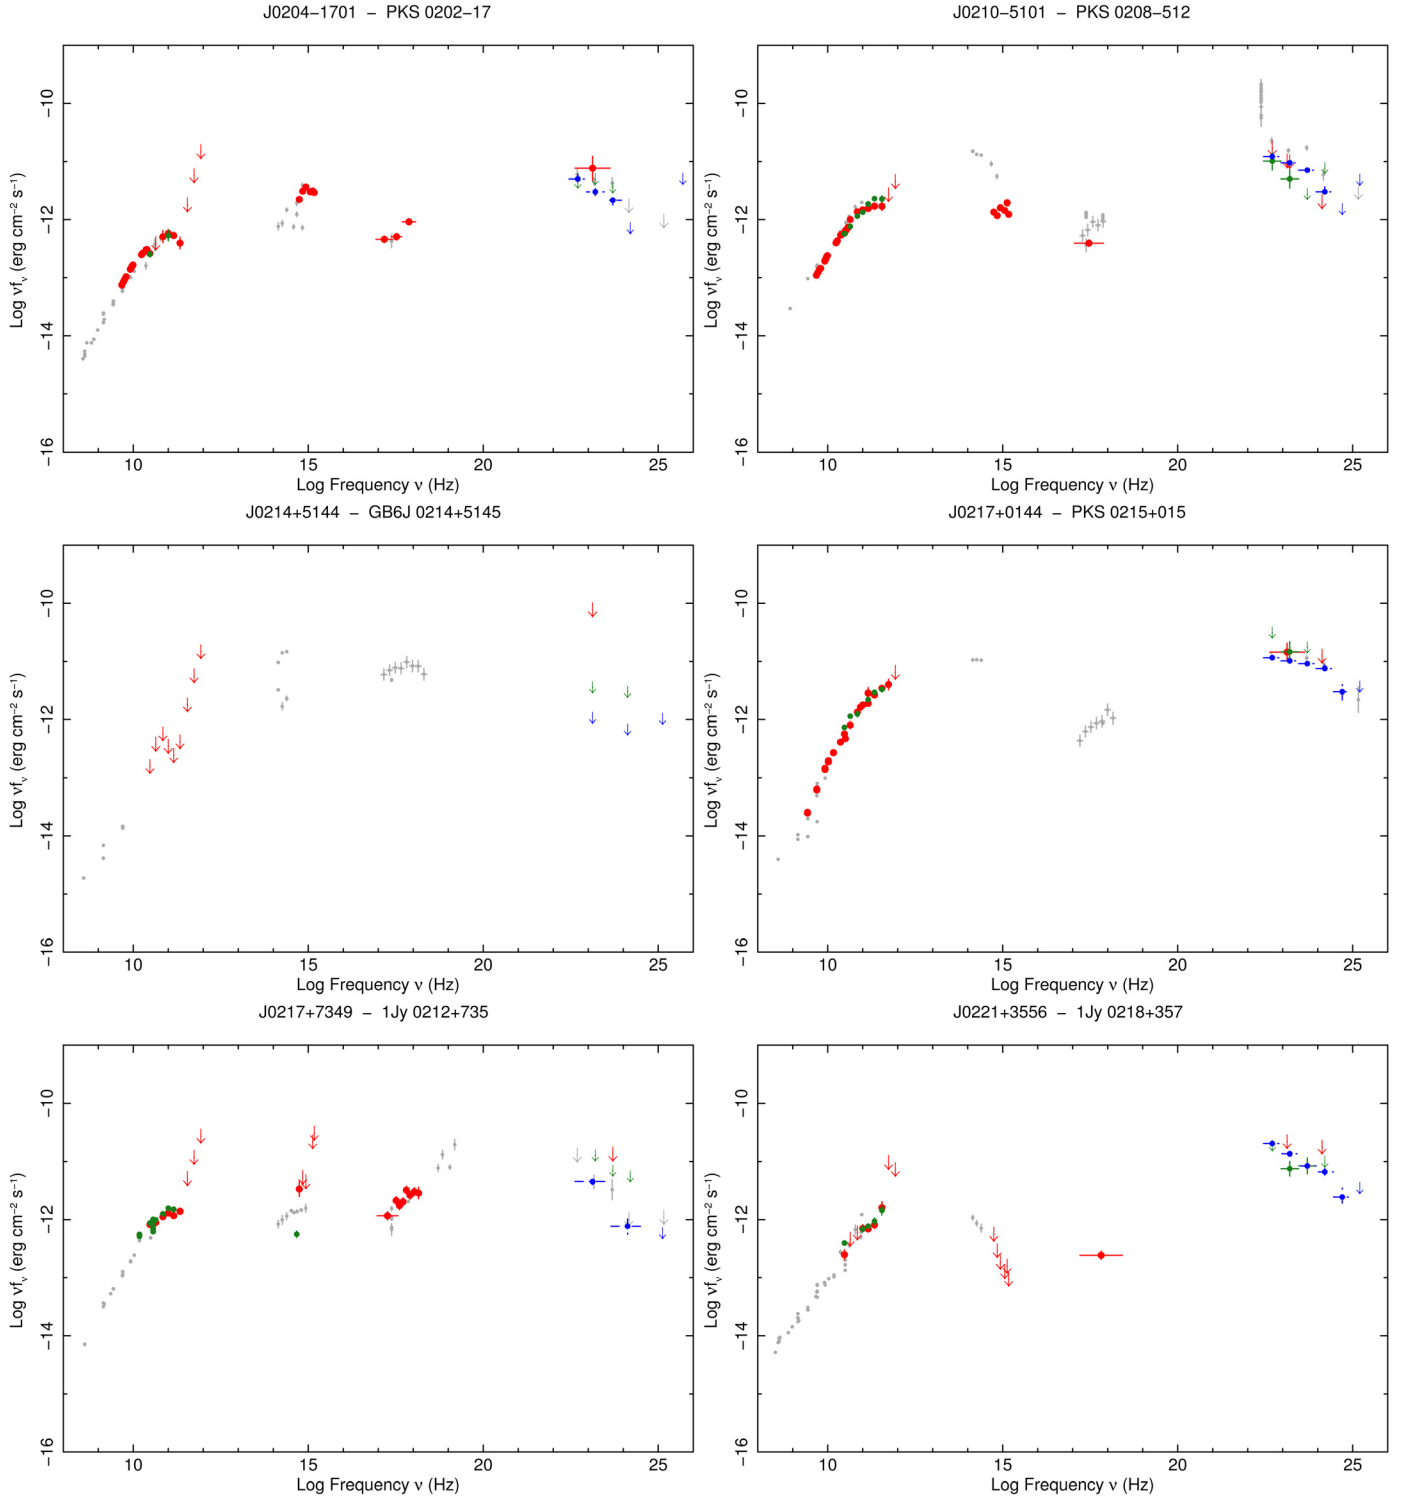 J0204−1701 − PKS 0202−17
J0210−5101 − PKS 0208−512
Log νfν (erg cm−2 s−1)
−10
−12
−14
−16
10 15 20 25
Log Frequency ν (Hz)
Log νfν (erg cm−2 s−1)
−10
−12
−14
−16
10 15 20 25
Log Frequency ν (Hz)
J0214+5144 − GB6J 0214+5145
J0217+0144 − PKS 0215+015
Log νfν (erg cm−2 s−1)
−10
−12
−14
−16
10 15 20 25
Log Frequency ν (Hz)
Log νfν (erg cm−2 s−1)
−10
−12
−14
−16
10 15 20 25
Log Frequency ν (Hz)
J0217+7349 − 1Jy 0212+735
J0221+3556 − 1Jy 0218+357
Log νfν (erg cm−2 s−1)
−10
−12
−14
−16
10 15 20 25
Log Frequency ν (Hz)
Log νfν (erg cm−2 s−1)
−10
−12
−14
−16
10 15 20 25
Log Frequency ν (Hz)